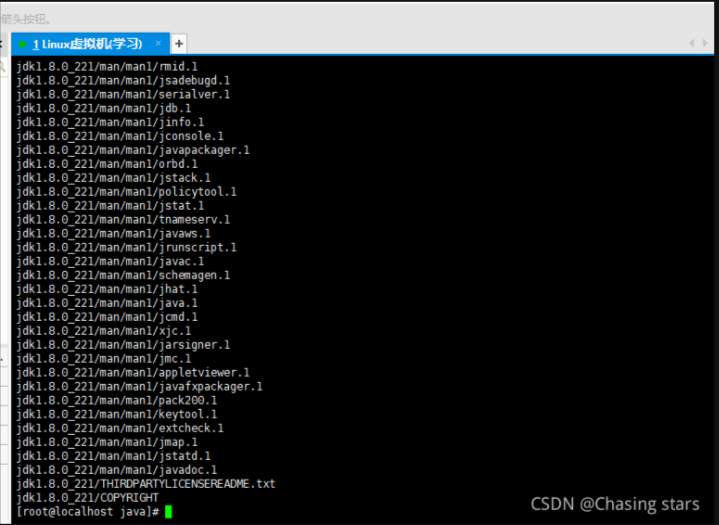 箭头按钮。
1 Linux虚拟机(学习) × +
jdk1.8.0_221/man/man1/rmid.1
jdk1.8.0_221/man/man1/jsadebugd.1
jdk1.8.0_221/man/man1/serialver.1
jdk1.8.0_221/man/man1/jdb.1
jdk1.8.0_221/man/man1/jinfo.1
jdk1.8.0_221/man/man1/jconsole.1
jdk1.8.0_221/man/man1/javapackager.1
jdk1.8.0_221/man/man1/orbd.1
jdk1.8.0_221/man/man1/jstack.1
jdk1.8.0_221/man/man1/policytool.1
jdk1.8.0_221/man/man1/jstat.1
jdk1.8.0_221/man/man1/tnameserv.1
jdk1.8.0_221/man/man1/javaws.1
jdk1.8.0_221/man/man1/jrunscript.1
jdk1.8.0_221/man/man1/javac.1
jdk1.8.0_221/man/man1/schemagen.1
jdk1.8.0_221/man/man1/jhat.1
jdk1.8.0_221/man/man1/java.1
jdk1.8.0_221/man/man1/jcmd.1
jdk1.8.0_221/man/man1/xjc.1
jdk1.8.0_221/man/man1/jarsigner.1
jdk1.8.0_221/man/man1/jmc.1
jdk1.8.0_221/man/man1/appletviewer.1
jdk1.8.0_221/man/man1/javafxpackager.1
jdk1.8.0_221/man/man1/pack200.1
jdk1.8.0_221/man/man1/keytool.1
jdk1.8.0_221/man/man1/extcheck.1
jdk1.8.0_221/man/man1/jmap.1
jdk1.8.0_221/man/man1/jstatd.1
jdk1.8.0_221/man/man1/javadoc.1
jdk1.8.0_221/THIRDPARTYLICENSEREADME.txt
jdk1.8.0_221/COPYRIGHT
[root@localhost java]#
CSDN @Chasing stars